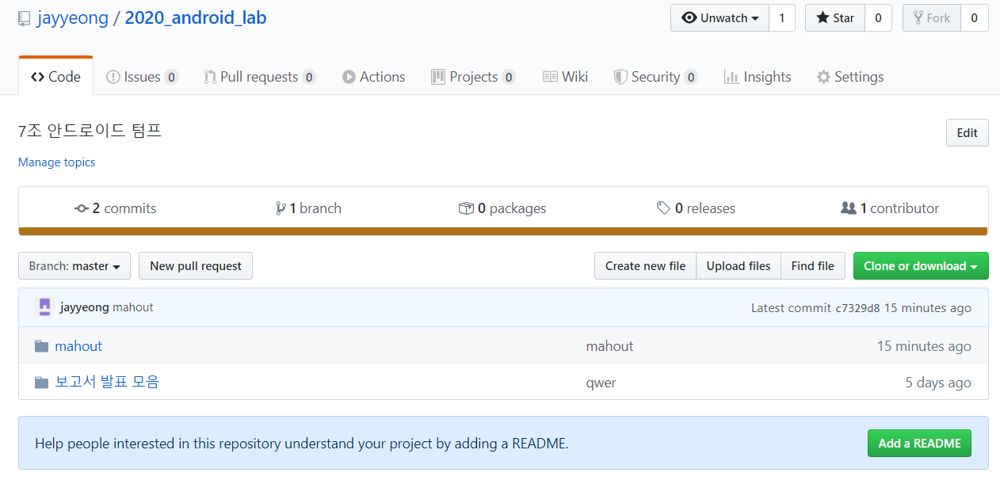 jayyeong / 2020_android_lab Unwatch 1 Star 0 Fork 0
Code Issues 0 Pull requests 0 Actions Projects 0 Wiki Security 0 Insights Settings
7조 안드로이드 텀프 Edit
Manage topics
2 commits 1 branch 0 packages 0 releases 1 contributor
Branch: master New pull request Create new file Upload files Find file Clone or download
jayyeong mahout Latest commit c7329d8 15 minutes ago
mahout mahout 15 minutes ago
보고서 발표 모음 qwer 5 days ago
Help people interested in this repository understand your project by adding a README. Add a README